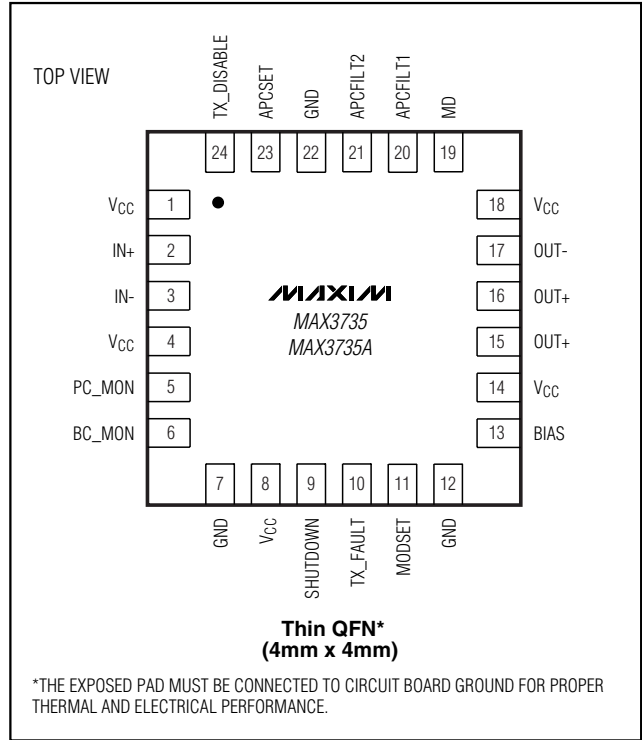 TOP VIEW
TX_DISABLE
APCSET
GND
APCFILT2
APCFILT1
MD
24
23
22
21
20
19
VCC 1
IN+ 2
IN- 3
VCC 4
PC_MON 5
BC_MON 6
MAXIM
MAX3735
MAX3735A
18 VCC
17 OUT-
16 OUT+
15 OUT+
14 VCC
13 BIAS
7
8
9
10
11
12
GND
VCC
SHUTDOWN
TX_FAULT
MODSET
GND
Thin QFN*
(4mm x 4mm)
*THE EXPOSED PAD MUST BE CONNECTED TO CIRCUIT BOARD GROUND FOR PROPER
THERMAL AND ELECTRICAL PERFORMANCE.